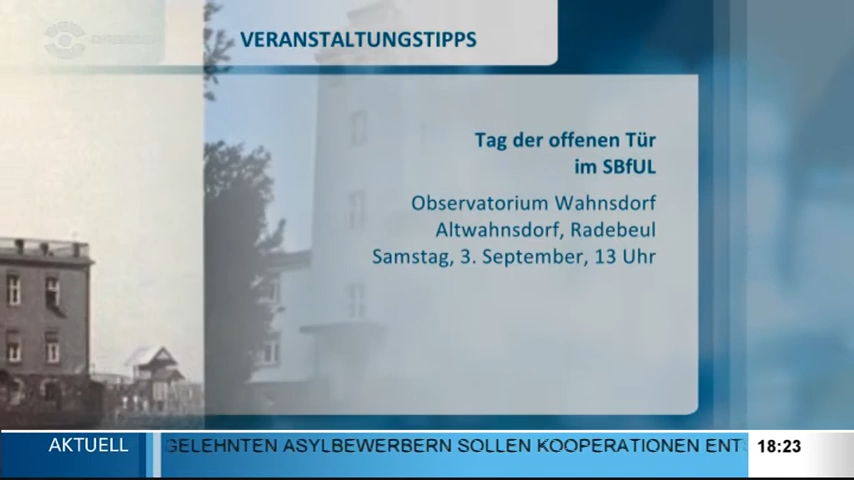 VERANSTALTUNGSTIPPS
Tag der offenen Tür
im SBfUL
Observatorium Wahnsdorf
Altwahnsdorf, Radebeul
Samstag, 3. September, 13 Uhr
AKTUELL
GELEHNTEN ASYLBEWERBERN SOLLEN KOOPERATIONEN ENT
18:23